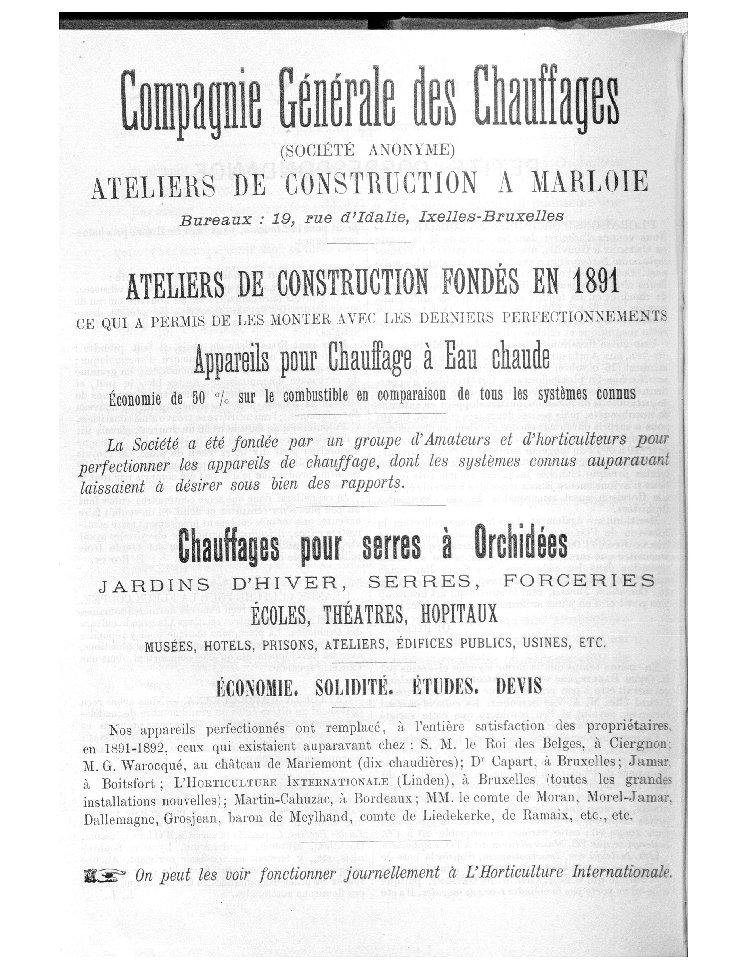 Compagnie Générale des Chauffages
(SOCIÉTÉ ANONYME)
ATELIERS DE CONSTRUCTION A MARLOIE
Bureaux : 19, rue d'Idalie, Ixelles-Bruxelles
ATELIERS DE CONSTRUCTION FONDÉS EN 1891
CE QUI A PERMIS DE LES MONTER AVEC LES DERNIERS PERFECTIONNEMENTS
Appareils pour Chauffage à Eau chaude
Économie de 50 % sur le combustible en comparaison de tous les systèmes connus
La Société a été fondée par un groupe d'Amateurs et d'horticulteurs pour
perfectionner les appareils de chauffage, dont les systèmes connus auparavant
laissaient à désirer sous bien des rapports.
Chauffages pour serres à Orchidées
JARDINS D'HIVER, SERRES, FORCERIES
ÉCOLES, THÉATRES, HOPITAUX
MUSÉES, HOTELS, PRISONS, ATELIERS, ÉDIFICES PUBLICS, USINES, ETC.
ÉCONOMIE. SOLIDITÉ. ÉTUDES. DEVIS
Nos appareils perfectionnés ont remplacé, à l'entière satisfaction des propriétaires,
en 1891-1892, ceux qui existaient auparavant chez : S. M. le Roi des Belges, à Ciergnon;
M. G. Warocqué, au château de Mariemont (dix chaudières); Dr Capart, à Bruxelles; Jamar,
à Boitsfort; L'HORTICULTURE INTERNATIONALE (Linden), à Bruxelles (toutes les grandes
installations nouvelles); Martin-Cahuzac, à Bordeaux; MM. le comte de Moran, Morel-Jamar,
Dallemagne, Grosjean, baron de Meylhand, comte de Liedekerke, de Ramaix, etc., etc.
On peut les voir fonctionner journellement à L'Horticulture Internationale.